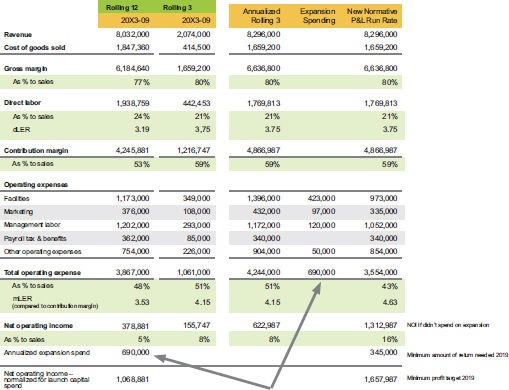 Rolling 12 Rolling 3 Annualized Expansion New Normative
20X3-09 20X3-09 Rolling 3 Spending P&L Run Rate
Revenue 8,032,000 2,074,000 8,296,000 8,296,000
Cost of goods sold 1,847,360 414,500 1,659,200 1,659,200
Gross margin 6,184,640 1,659,200 6,636,800 6,636,800
As % to sales 77% 80% 80% 80%
Direct labor 1,938,759 442,453 1,769,813 1,769,813
As % to sales 24% 21% 21% 21%
dLER 3.19 3,75 3.75 3.75
Contribution margin 4,245,881 1,216,747 4,866,987 4,866,987
As % to sales 53% 59% 59% 59%
Operating expenses
Facilities 1,173,000 349,000 1,396,000 423,000 973,000
Marketing 376,000 108,000 432,000 97,000 335,000
Management labor 1,202,000 293,000 1,172,000 120,000 1,052,000
Payroll tax & benefits 362,000 85,000 340,000 340,000
Other operating expenses 754,000 226,000 904,000 50,000 854,000
Total operating expense 3,867,000 1,061,000 4,244,000 690,000 3,554,000
As % to sales 48% 51% 51% 43%
mLER
(compared to contribution margin) 3.53 4.15 4.15 4.63
Net operating income 378,881 155,747 622,987 1,312,987 NOI If didn't spend on expansion
As % to sales 5% 8% 8% 16%
Annualized expansion spend 690,000 345,000 Minimum amount of return needed 2019
Net operating income –
normalized for launch capital 1,068,881 1,657,987 Minimum profit target 2019
spend